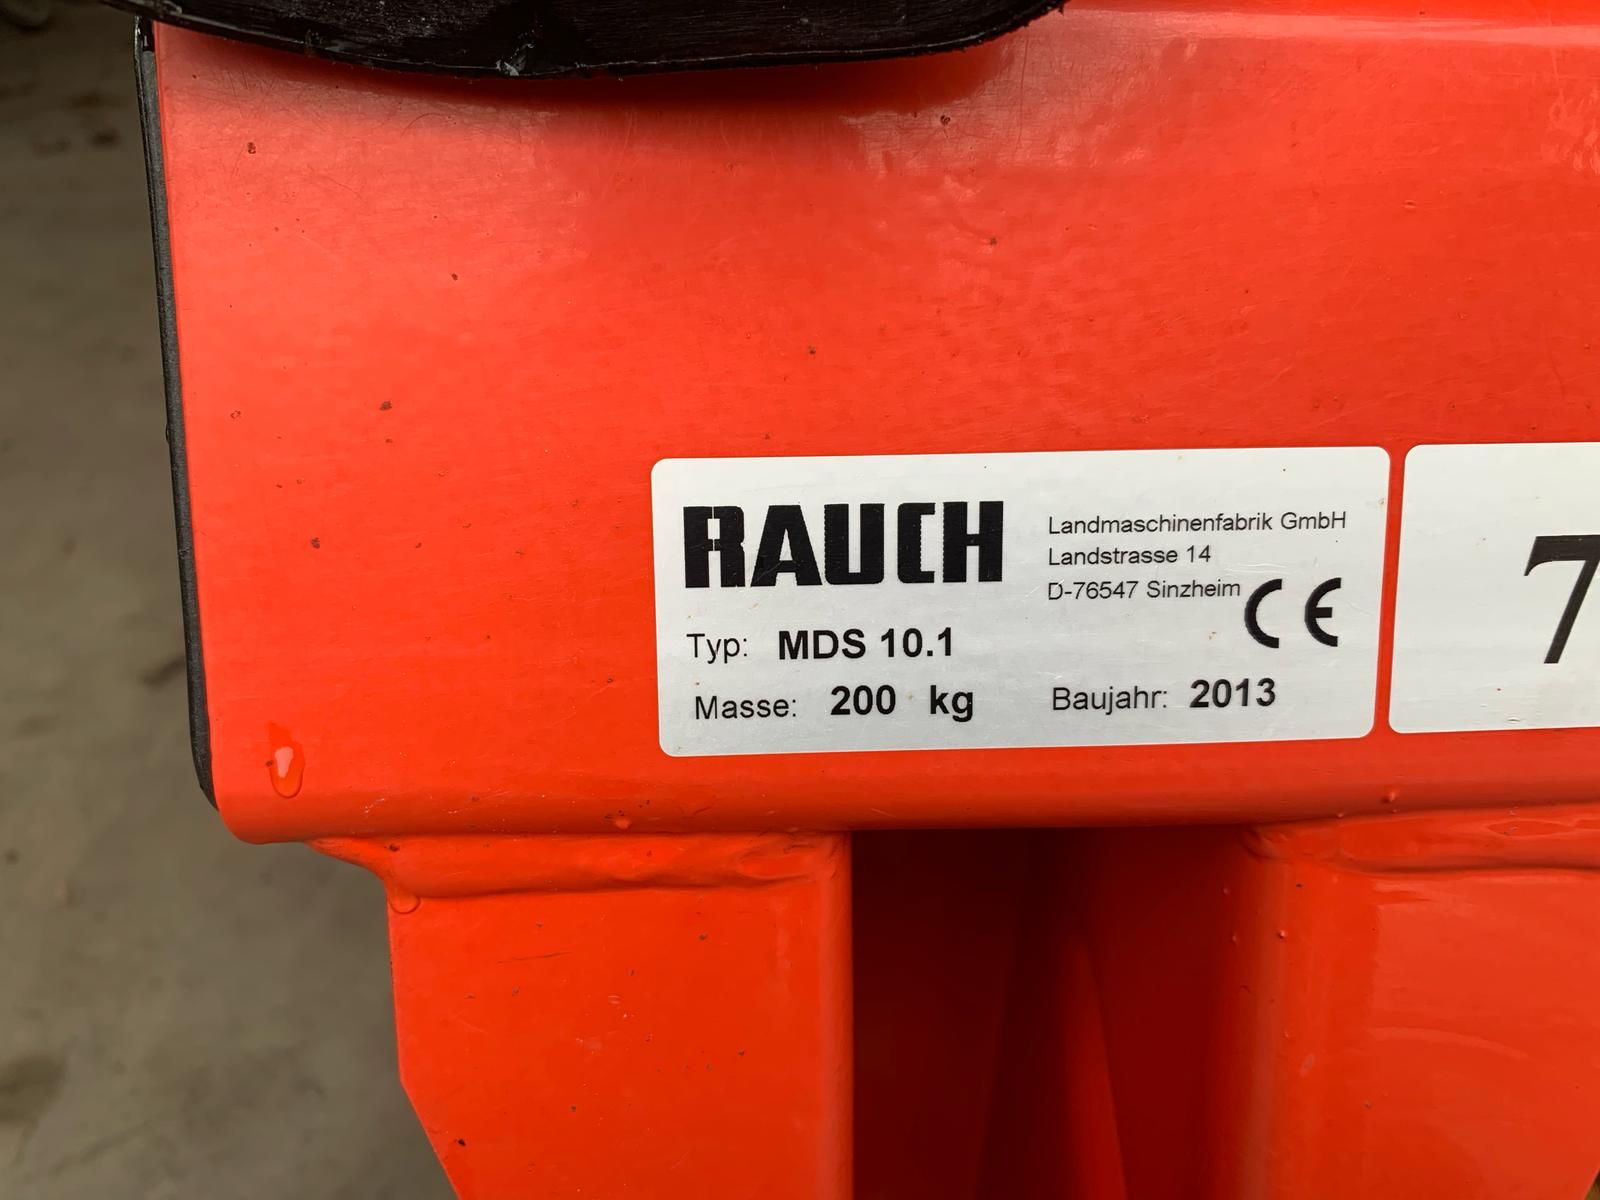 RAUCH
Landmaschinenfabrik GmbH
Landstrasse 14
D-76547 Sinzheim
CE
Typ: MDS 10.1
Masse: 200 kg
Baujahr: 2013
7